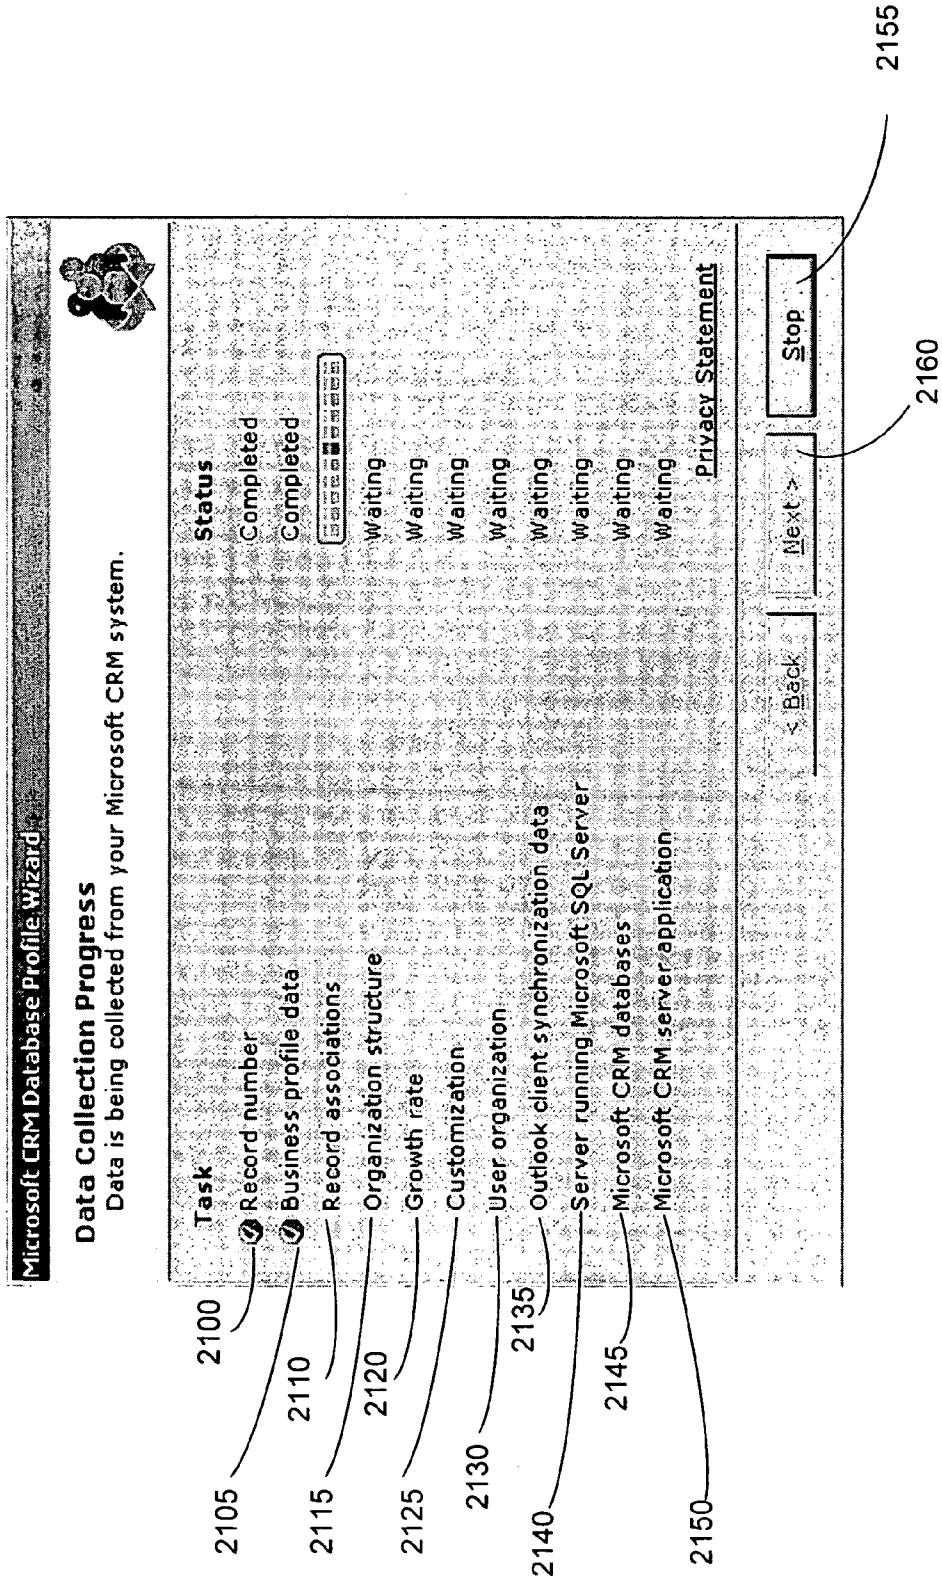 Microsoft CRM Database Profile Wizard
Data Collection Progress
Data is being collected from your Microsoft CRM system.
Task Status
2100 Record number Completed
2105 Business profile data Completed
2110 Record associations
2115 Organization structure Waiting
2120 Growth rate Waiting
2125 Customization Waiting
2130 User organization Waiting
2135 Outlook client synchronization data Waiting
2140 Server running Microsoft SQL Server Waiting
2145 Microsoft CRM databases Waiting
2150 Microsoft CRM server application Waiting
Privacy Statement
< Back Next > Stop
2160 2155